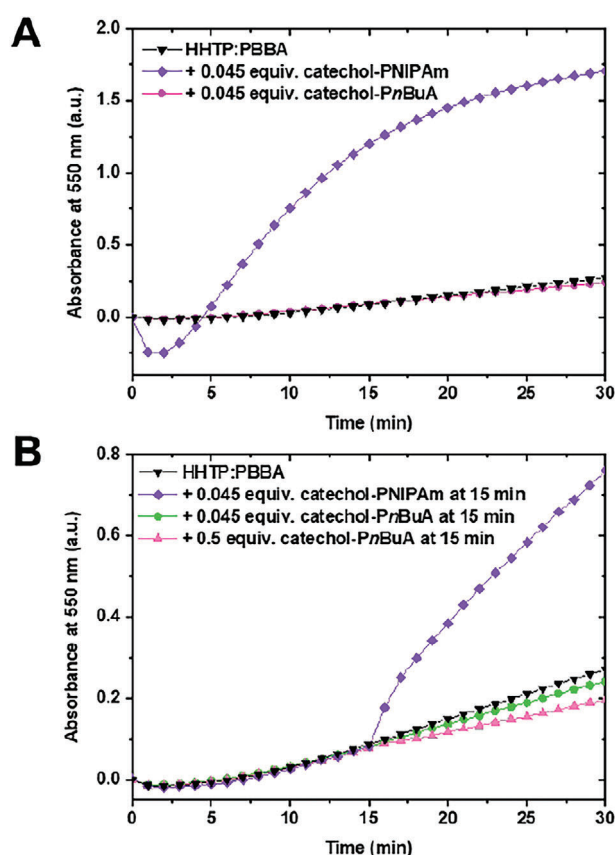 A
HHTP:PBBA
+ 0.045 equiv. catechol-PNIPAm
+ 0.045 equiv. catechol-PnBuA
Absorbance at 550 nm (a.u.)
2.0
1.5
1.0
0.5
0.0
0 5 10 15 20 25 30
Time (min)
B
HHTP:PBBA
+ 0.045 equiv. catechol-PNIPAm at 15 min
+ 0.045 equiv. catechol-PnBuA at 15 min
+ 0.5 equiv. catechol-PnBuA at 15 min
Absorbance at 550 nm (a.u.)
0.8
0.6
0.4
0.2
0.0
0 5 10 15 20 25 30
Time (min)